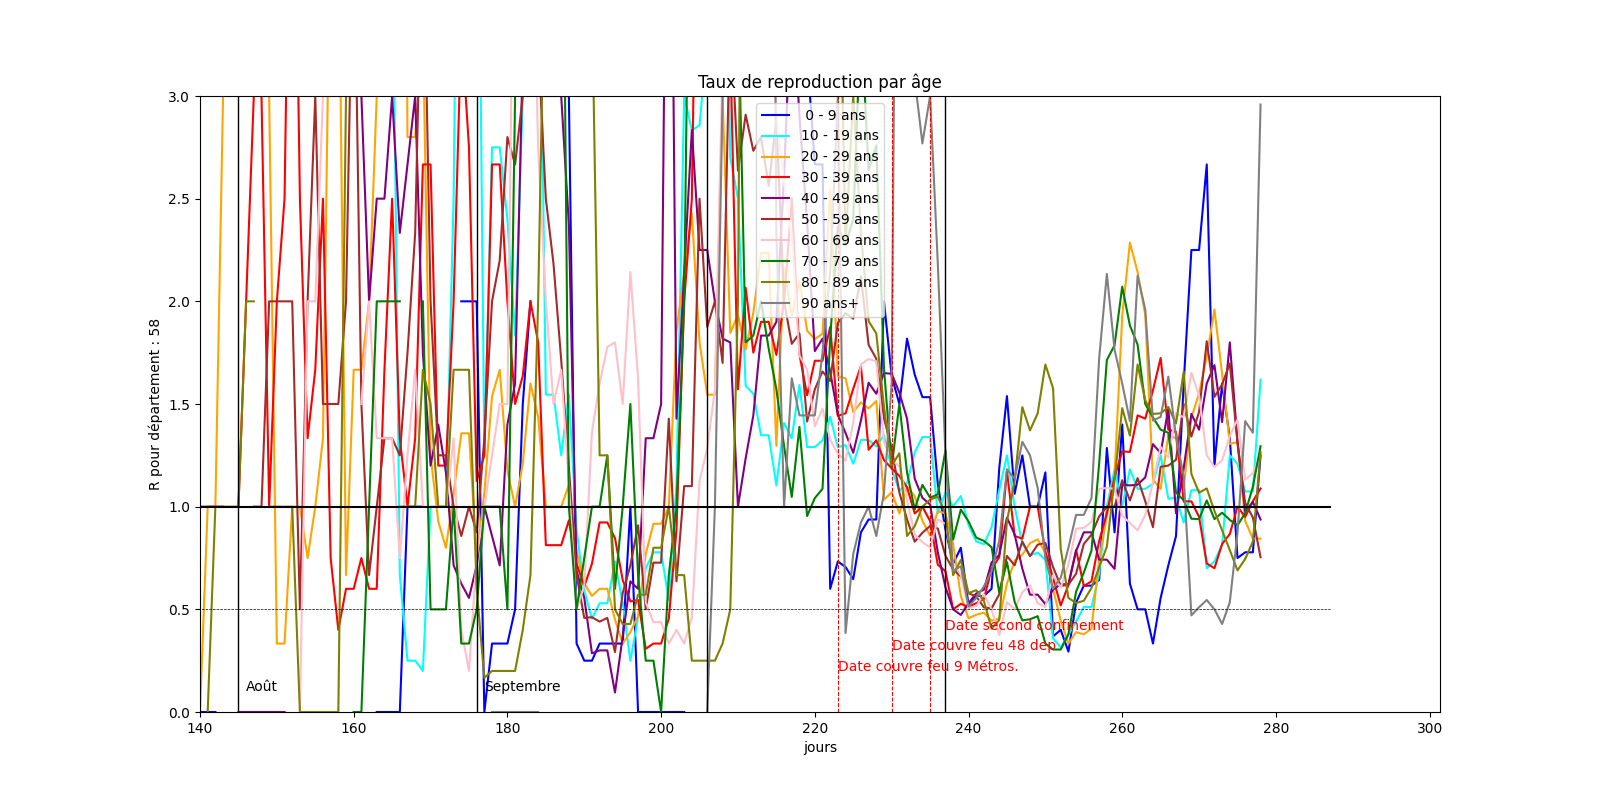 Taux de reproduction par âge
R pour département : 58
3.0
2.5
2.0
1.5
1.0
0.5
0.0
0 - 9 ans
10 - 19 ans
20 - 29 ans
30 - 39 ans
40 - 49 ans
50 - 59 ans
60 - 69 ans
70 - 79 ans
80 - 89 ans
90 ans+
Date second confinement
Date couvre feu 48 dep
Date couvre feu 9 Métros.
Août
Septembre
140 160 180 200 220 240 260 280 300
jours